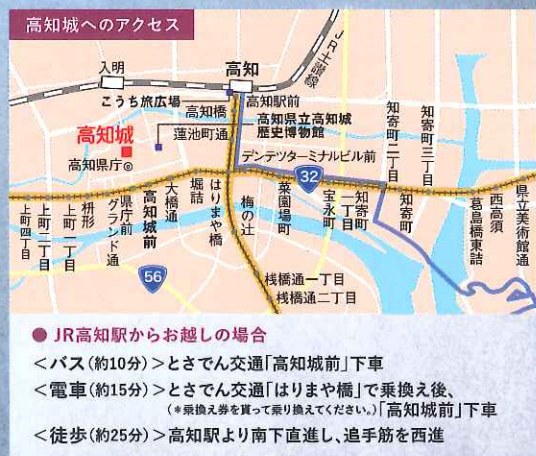 高知城へのアクセス
JR土讃線
入明
高知
こうち旅広場
高知駅前
高知橋
高知県立高知城
歴史博物館
蓮池町通
高知城
高知県庁
デンテツターミナルビル前
知寄町二丁目
知寄町三丁目
32
上町四丁目
上町二丁目
上町一丁目
枡形
県庁前
グランド通
高知城前
大橋通
堀詰
はりまや橋
梅の辻
菜園場町
宝永町
知寄町
一丁目
知寄町
葛島橋東詰
西高須
県立美術館通
56
桟橋通一丁目
桟橋通二丁目
● JR高知駅からお越しの場合
＜バス(約10分)＞とさでん交通「高知城前」下車
＜電車(約15分)＞とさでん交通「はりまや橋」で乗換え後、
(＊乗換え券を貰って乗り換えてください。)「高知城前」下車
＜徒歩(約25分)＞高知駅より南下直進し、追手筋を西進